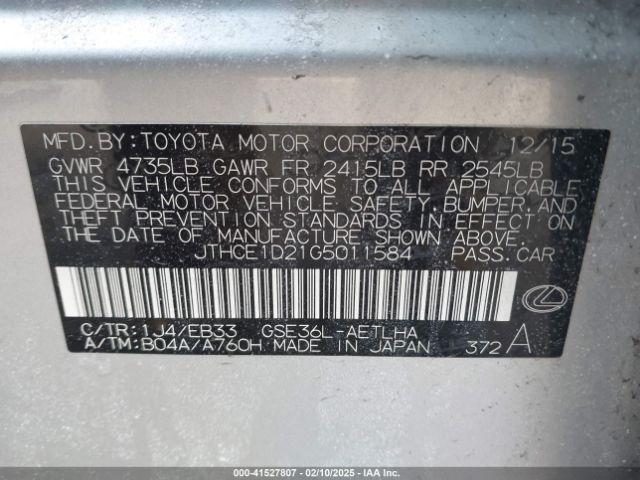 MFD. BY: TOYOTA MOTOR CORPORATION 12/15
GVWR 4735LB GAWR FR 2415LB RR 2545LB
THIS VEHICLE CONFORMS TO ALL APPLICABLE
FEDERAL MOTOR VEHICLE SAFETY, BUMPER, AND
THEFT PREVENTION STANDARDS IN EFFECT ON
THE DATE OF MANUFACTURE SHOWN ABOVE.
JTHCE1D21G5011584 PASS. CAR
C/TR: 1J4/EB33 GSE36L-AETLHA
A/TM: B04A/A760H MADE IN JAPAN 372 A
000-41527807 - 02/10/2025 - IAA, Inc.